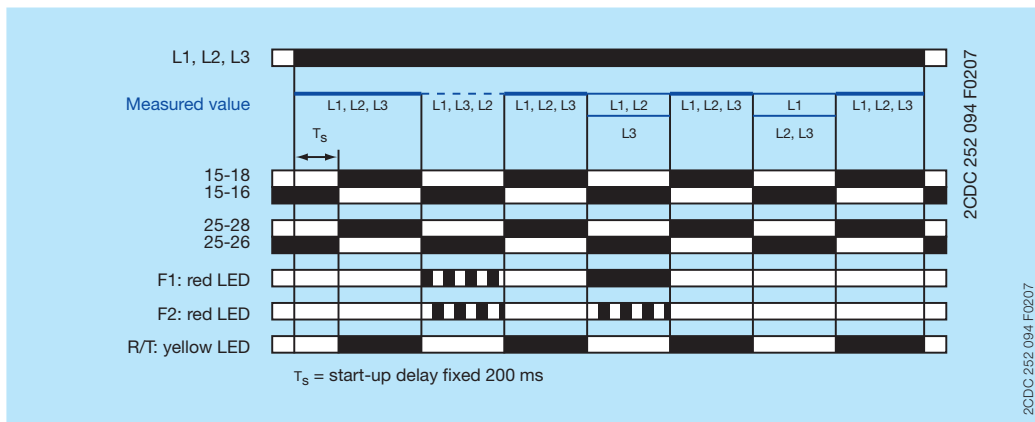 L1, L2, L3
Measured value
L1, L2, L3
L1, L3, L2
L1, L2, L3
L1, L2
L3
L1, L2, L3
L1
L2, L3
L1, L2, L3
Ts
15-18
15-16
25-28
25-26
F1: red LED
F2: red LED
R/T: yellow LED
Ts = start-up delay fixed 200 ms
2CDC 252 094 F0207
2CDC 252 094 F0207